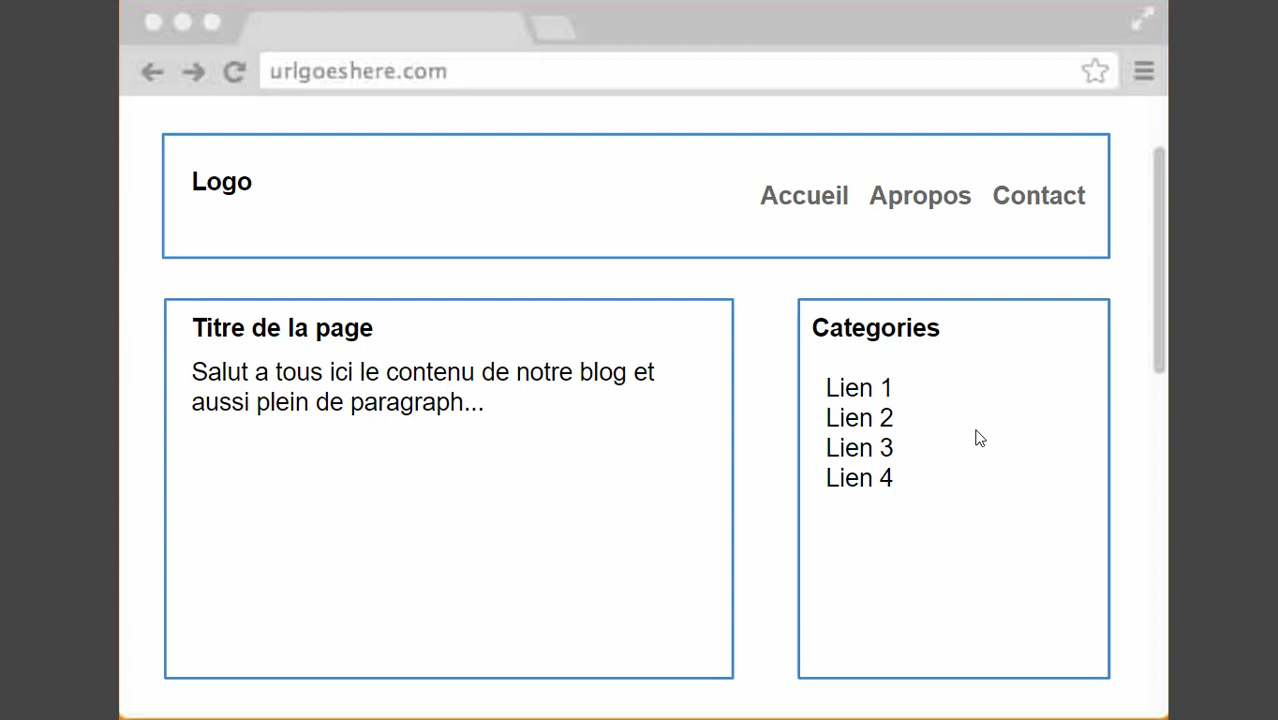 urlgoeshere.com
Logo
Accueil Apropos Contact
Titre de la page
Salut a tous ici le contenu de notre blog et
aussi plein de paragraph...
Categories
Lien 1
Lien 2
Lien 3
Lien 4